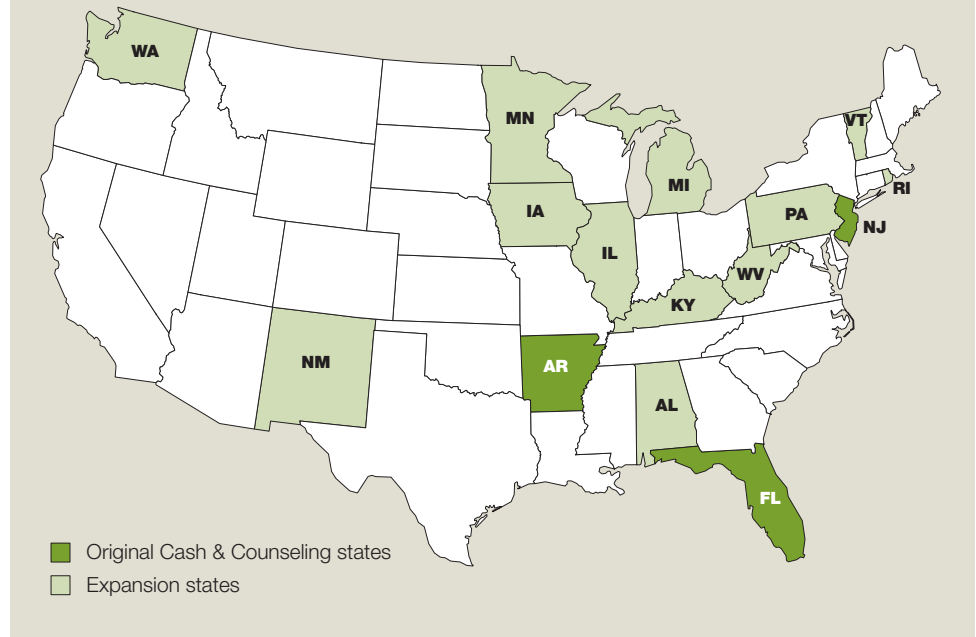 WA
MN
VT
MI
RI
IA
PA
NJ
IL
WV
KY
NM
AR
AL
FL
Original Cash & Counseling states
Expansion states